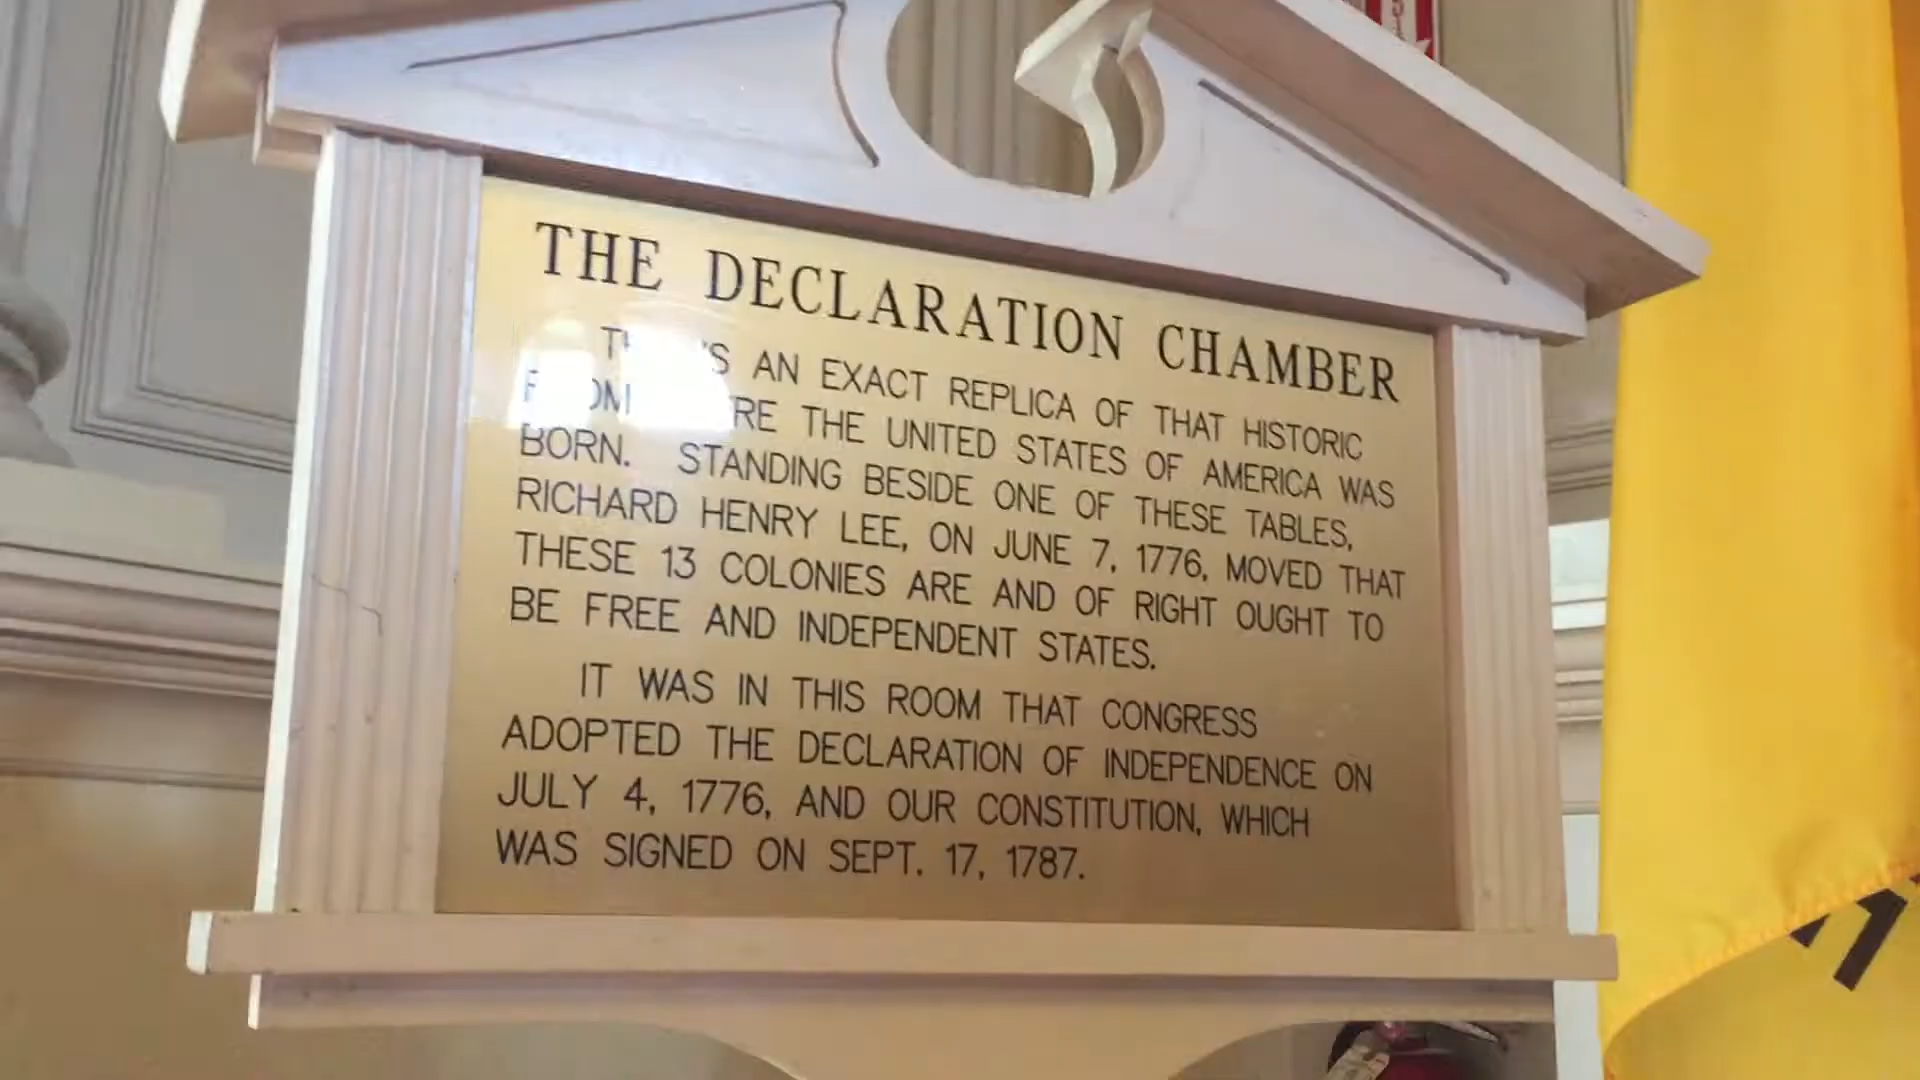 THE DECLARATION CHAMBER
AN EXACT REPLICA OF THAT HISTORIC
THE UNITED STATES OF AMERICA WAS
BORN. STANDING BESIDE ONE OF THESE TABLES,
RICHARD HENRY LEE, ON JUNE 7, 1776, MOVED THAT
THESE 13 COLONIES ARE AND OF RIGHT OUGHT TO
BE FREE AND INDEPENDENT STATES.
IT WAS IN THIS ROOM THAT CONGRESS
ADOPTED THE DECLARATION OF INDEPENDENCE ON
JULY 4, 1776, AND OUR CONSTITUTION, WHICH
WAS SIGNED ON SEPT. 17, 1787.